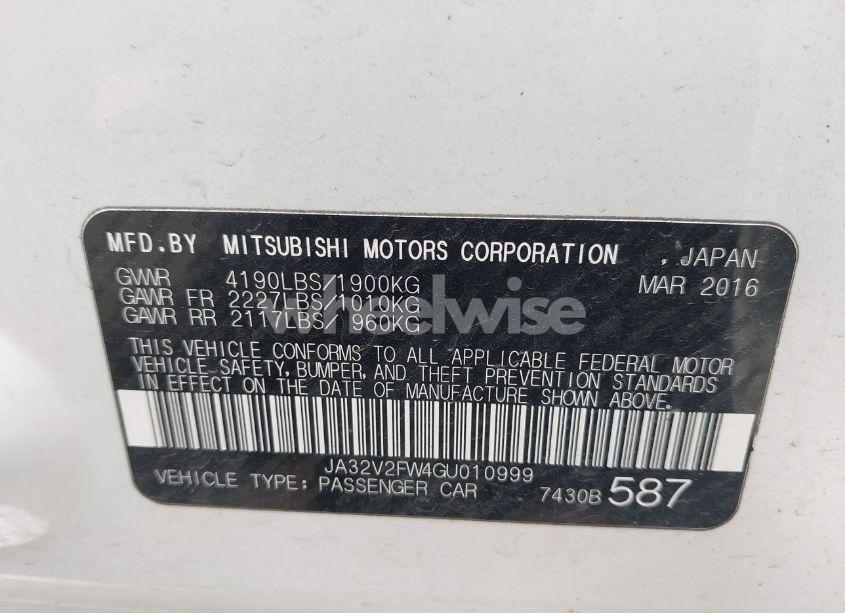 MFD.BY MITSUBISHI MOTORS CORPORATION , JAPAN
GVWR 4190LBS/1900KG MAR 2016
GAWR FR 2227LBS/1010KG
GAWR RR 2117LBS/ 960KG
wheelwise
THIS VEHICLE CONFORMS TO ALL APPLICABLE FEDERAL MOTOR
VEHICLE SAFETY, BUMPER, AND THEFT PREVENTION STANDARDS
IN EFFECT ON THE DATE OF MANUFACTURE SHOWN ABOVE.
JA32V2FW4GU010999
VEHICLE TYPE: PASSENGER CAR 7430B 587